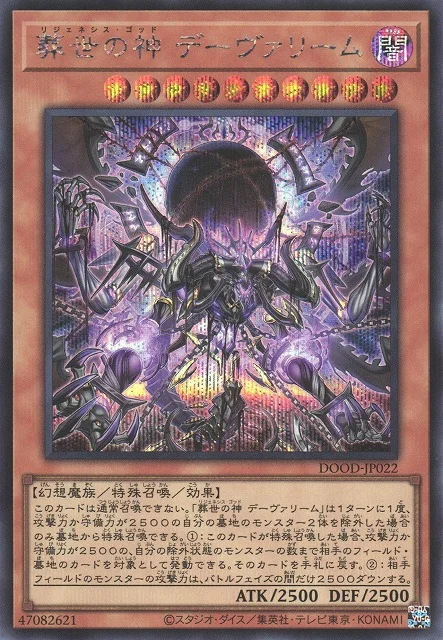 リジェネシス・ゴッド
葬世の神 デーヴァリーム
闇
DOOD-JP022
【幻想魔族／特殊召喚／効果】
このカードは通常召喚できない。「葬世の神 デーヴァリーム」は１ターンに１度、
攻撃力か守備力が２５００の自分の墓地のモンスター２体を除外した場合
のみ墓地から特殊召喚できる。①：このカードが特殊召喚した場合、攻撃力か
守備力が２５００の、自分の除外状態のモンスターの数まで相手のフィールド・
墓地のカードを対象として発動できる。そのカードを手札に戻す。②：相手
フィールドのモンスターの攻撃力は、バトルフェイズの間だけ２５００ダウンする。
ATK/2500 DEF/2500
47082621
©スタジオ・ダイス／集英社・テレビ東京・KONAMI